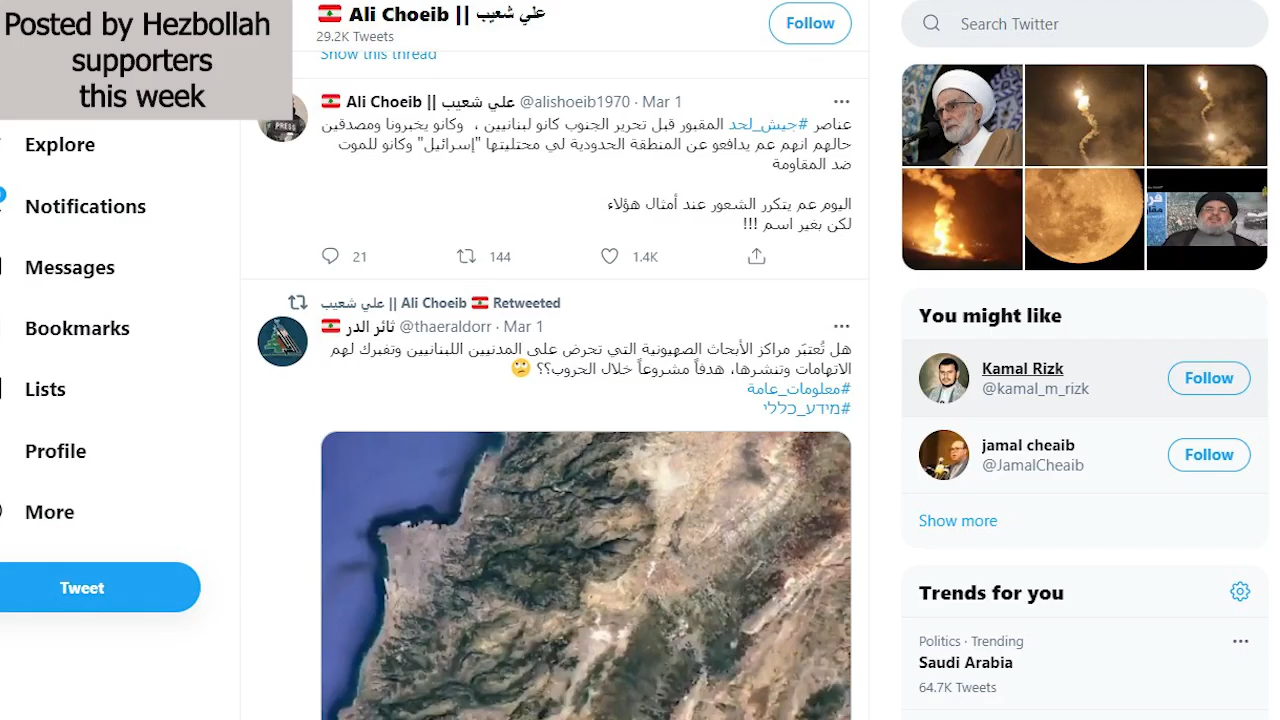 Posted by Hezbollah
supporters
this week
Explore
Notifications
Messages
Bookmarks
Lists
Profile
More
Tweet
Ali Choeib || علي شعيب
29.2K Tweets
Follow
Show this thread
Ali Choeib || علي شعيب @alishoeib1970 · Mar 1
عناصر #جيش_لحد المقبور قبل تحرير الجنوب كانو لبنانيين ، وكانو يخبرونا ومصدقين
حالهم انهم عم يدافعو عن المنطقة الحدودية لي محتليتها "إسرائيل" وكانو للموت
ضد المقاومة
اليوم عم يتكرر الشعور عند أمثال هؤلاء
لكن بغير اسم !!!
21 144 1.4K
علي شعيب || Ali Choeib Retweeted
ثائر الدر @thaeraldorr · Mar 1
هل تُعتبَر مراكز الأبحاث الصهيونية التي تحرض على المدنيين اللبنانيين وتفبرك لهم
الاتهامات وتنشرها، هدفاً مشروعاً خلال الحروب؟؟
#معلومات_عامة
#מידע_כללי
Search Twitter
You might like
Kamal Rizk
@kamal_m_rizk
Follow
jamal cheaib
@JamalCheaib
Follow
Show more
Trends for you
Politics · Trending
Saudi Arabia
64.7K Tweets